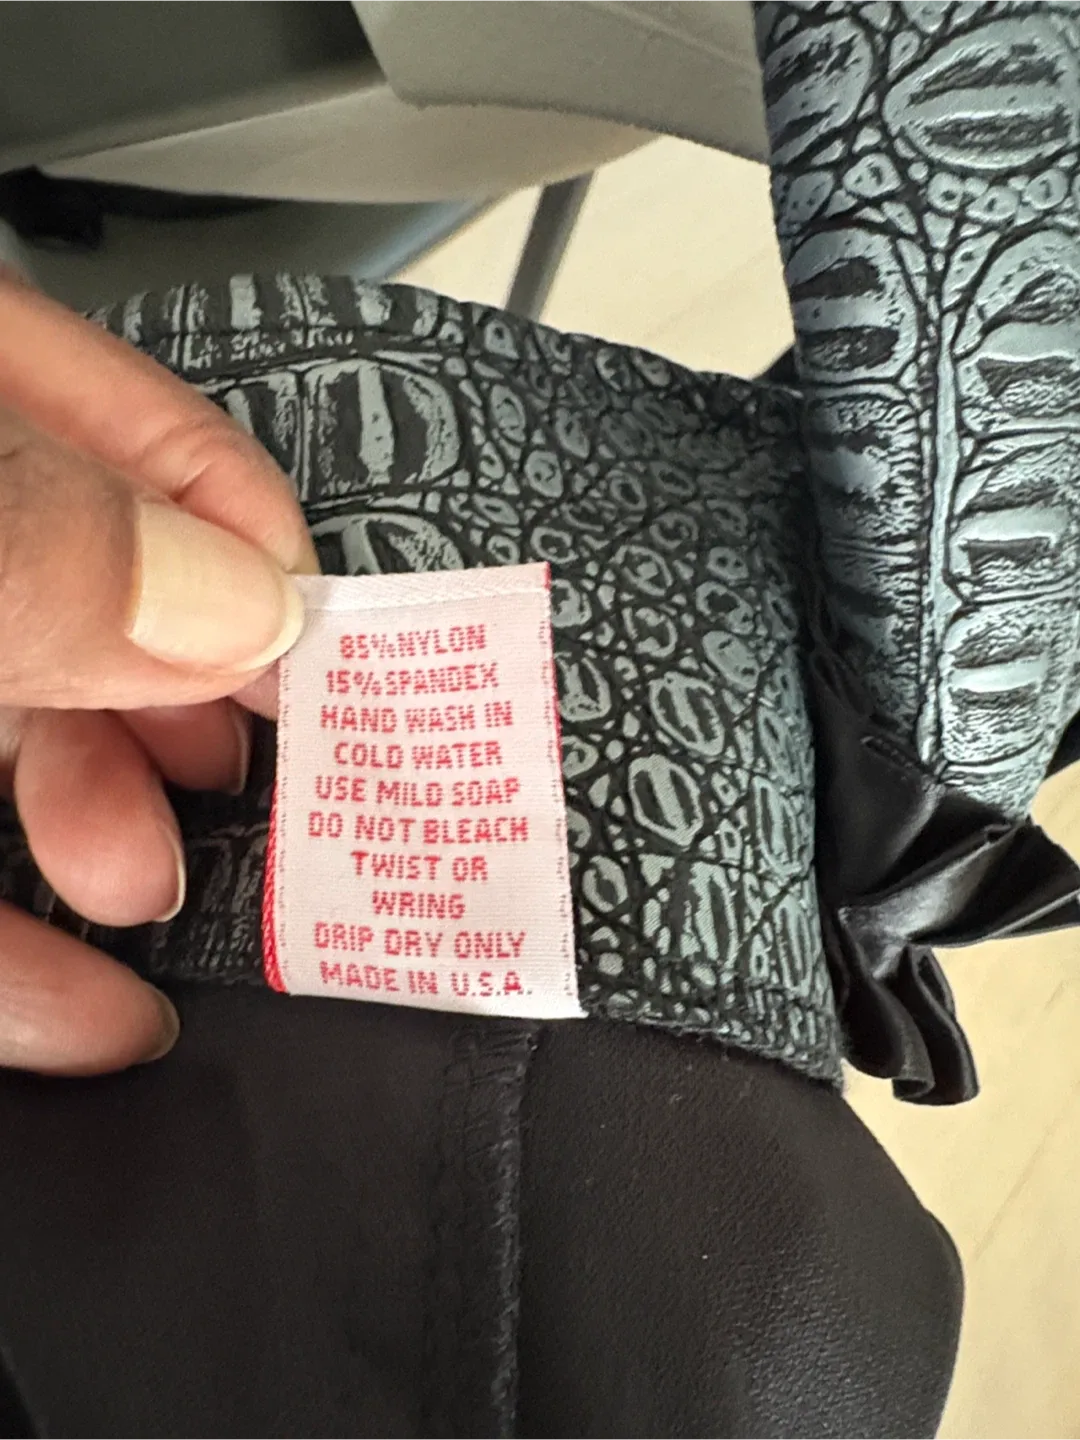 85%NYLON
15%SPANDEX
HAND WASH IN
COLD WATER
USE MILD SOAP
DO NOT BLEACH
TWIST OR
WRING
DRIP DRY ONLY
MADE IN U.S.A.